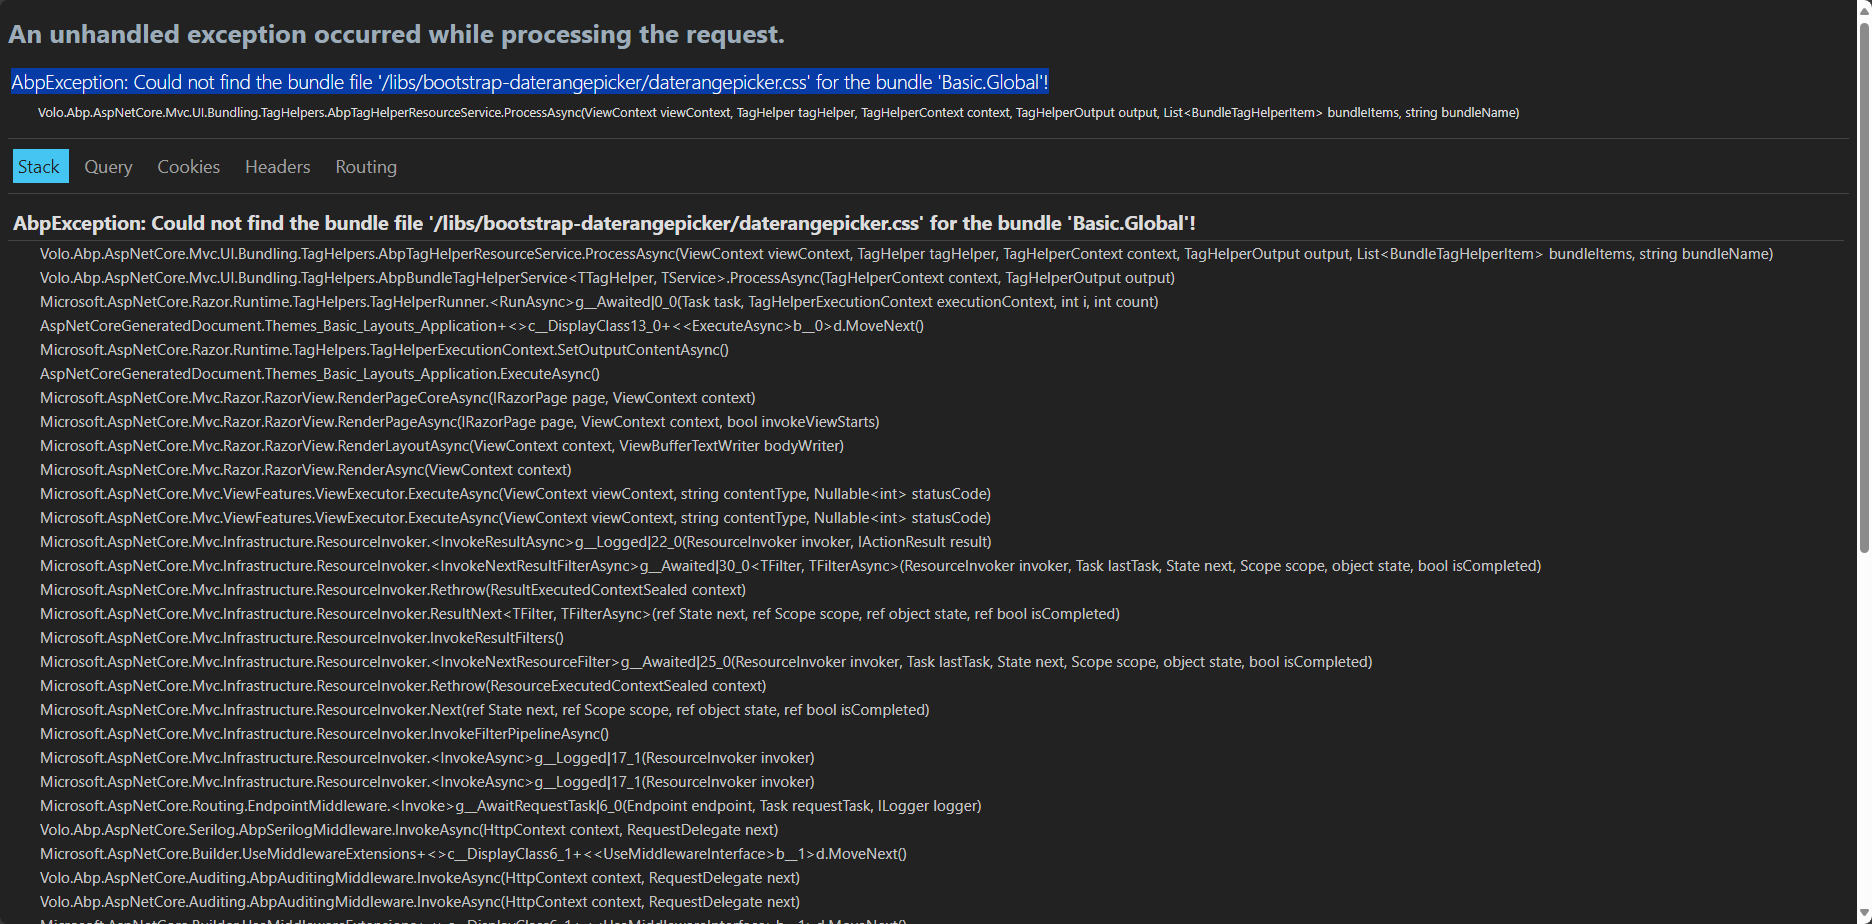 An unhandled exception occurred while processing the request.
AbpException: Could not find the bundle file '/libs/bootstrap-daterangepicker/daterangepicker.css' for the bundle 'Basic.Global'!
Volo.Abp.AspNetCore.Mvc.UI.Bundling.TagHelpers.AbpTagHelperResourceService.ProcessAsync(ViewContext viewContext, TagHelper tagHelper, TagHelperContext context, TagHelperOutput output, List<BundleTagHelperItem> bundleItems, string bundleName)
Stack Query Cookies Headers Routing
AbpException: Could not find the bundle file '/libs/bootstrap-daterangepicker/daterangepicker.css' for the bundle 'Basic.Global'!
Volo.Abp.AspNetCore.Mvc.UI.Bundling.TagHelpers.AbpTagHelperResourceService.ProcessAsync(ViewContext viewContext, TagHelper tagHelper, TagHelperContext context, TagHelperOutput output, List<BundleTagHelperItem> bundleItems, string bundleName)
Volo.Abp.AspNetCore.Mvc.UI.Bundling.TagHelpers.AbpBundleTagHelperService<TTagHelper, TService>.ProcessAsync(TagHelperContext context, TagHelperOutput output)
Microsoft.AspNetCore.Razor.Runtime.TagHelpers.TagHelperRunner.<RunAsync>g__Awaited|0_0(Task task, TagHelperExecutionContext executionContext, int i, int count)
AspNetCoreGeneratedDocument.Themes_Basic_Layouts_Application+<>c__DisplayClass13_0+<<ExecuteAsync>b__0>d.MoveNext()
Microsoft.AspNetCore.Razor.Runtime.TagHelpers.TagHelperExecutionContext.SetOutputContentAsync()
AspNetCoreGeneratedDocument.Themes_Basic_Layouts_Application.ExecuteAsync()
Microsoft.AspNetCore.Mvc.Razor.RazorView.RenderPageCoreAsync(IRazorPage page, ViewContext context)
Microsoft.AspNetCore.Mvc.Razor.RazorView.RenderPageAsync(IRazorPage page, ViewContext context, bool invokeViewStarts)
Microsoft.AspNetCore.Mvc.Razor.RazorView.RenderLayoutAsync(ViewContext context, ViewBufferTextWriter bodyWriter)
Microsoft.AspNetCore.Mvc.Razor.RazorView.RenderAsync(ViewContext context)
Microsoft.AspNetCore.Mvc.ViewFeatures.ViewExecutor.ExecuteAsync(ViewContext viewContext, string contentType, Nullable<int> statusCode)
Microsoft.AspNetCore.Mvc.ViewFeatures.ViewExecutor.ExecuteAsync(ViewContext viewContext, string contentType, Nullable<int> statusCode)
Microsoft.AspNetCore.Mvc.Infrastructure.ResourceInvoker.<InvokeResultAsync>g__Logged|22_0(ResourceInvoker invoker, IActionResult result)
Microsoft.AspNetCore.Mvc.Infrastructure.ResourceInvoker.<InvokeNextResultFilterAsync>g__Awaited|30_0<TFilter, TFilterAsync>(ResourceInvoker invoker, Task lastTask, State next, Scope scope, object state, bool isCompleted)
Microsoft.AspNetCore.Mvc.Infrastructure.ResourceInvoker.Rethrow(ResultExecutedContextSealed context)
Microsoft.AspNetCore.Mvc.Infrastructure.ResourceInvoker.ResultNext<TFilter, TFilterAsync>(ref State next, ref Scope scope, ref object state, ref bool isCompleted)
Microsoft.AspNetCore.Mvc.Infrastructure.ResourceInvoker.InvokeResultFilters()
Microsoft.AspNetCore.Mvc.Infrastructure.ResourceInvoker.<InvokeNextResourceFilter>g__Awaited|25_0(ResourceInvoker invoker, Task lastTask, State next, Scope scope, object state, bool isCompleted)
Microsoft.AspNetCore.Mvc.Infrastructure.ResourceInvoker.Rethrow(ResourceExecutedContextSealed context)
Microsoft.AspNetCore.Mvc.Infrastructure.ResourceInvoker.Next(ref State next, ref Scope scope, ref object state, ref bool isCompleted)
Microsoft.AspNetCore.Mvc.Infrastructure.ResourceInvoker.InvokeFilterPipelineAsync()
Microsoft.AspNetCore.Mvc.Infrastructure.ResourceInvoker.<InvokeAsync>g__Logged|17_1(ResourceInvoker invoker)
Microsoft.AspNetCore.Mvc.Infrastructure.ResourceInvoker.<InvokeAsync>g__Logged|17_1(ResourceInvoker invoker)
Microsoft.AspNetCore.Routing.EndpointMiddleware.<Invoke>g__AwaitRequestTask|6_0(Endpoint endpoint, Task requestTask, ILogger logger)
Volo.Abp.AspNetCore.Serilog.AbpSerilogMiddleware.InvokeAsync(HttpContext context, RequestDelegate next)
Microsoft.AspNetCore.Builder.UseMiddlewareExtensions+<>c__DisplayClass6_1+<<UseMiddlewareInterface>b__1>d.MoveNext()
Volo.Abp.AspNetCore.Auditing.AbpAuditingMiddleware.InvokeAsync(HttpContext context, RequestDelegate next)
Volo.Abp.AspNetCore.Auditing.AbpAuditingMiddleware.InvokeAsync(HttpContext context, RequestDelegate next)